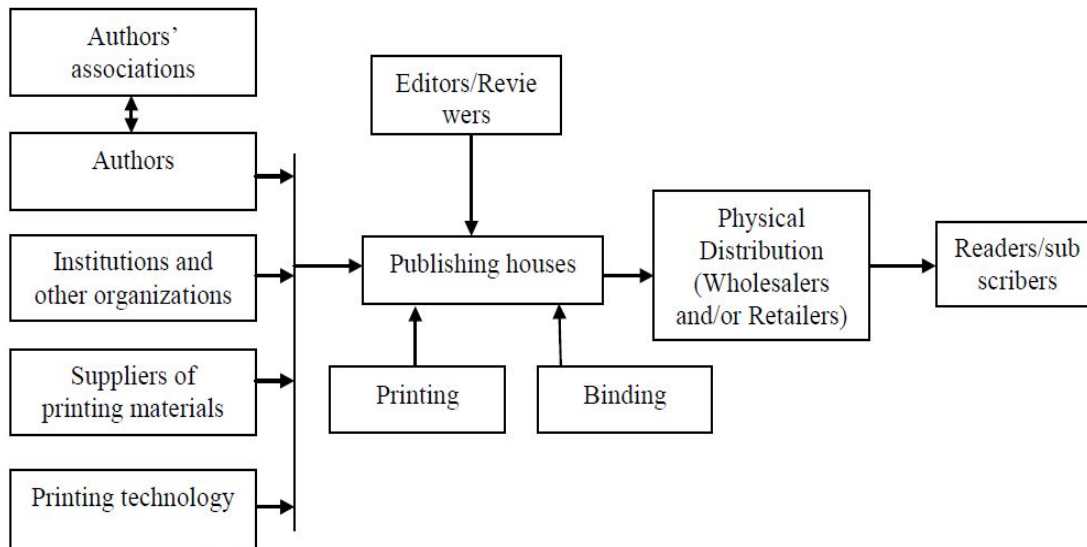 Authors’
associations
Authors
Institutions and
other organizations
Suppliers of
printing materials
Printing technology
Editors/Revie
wers
Publishing houses
Printing
Binding
Physical
Distribution
(Wholesalers
and/or Retailers)
Readers/sub
scribers